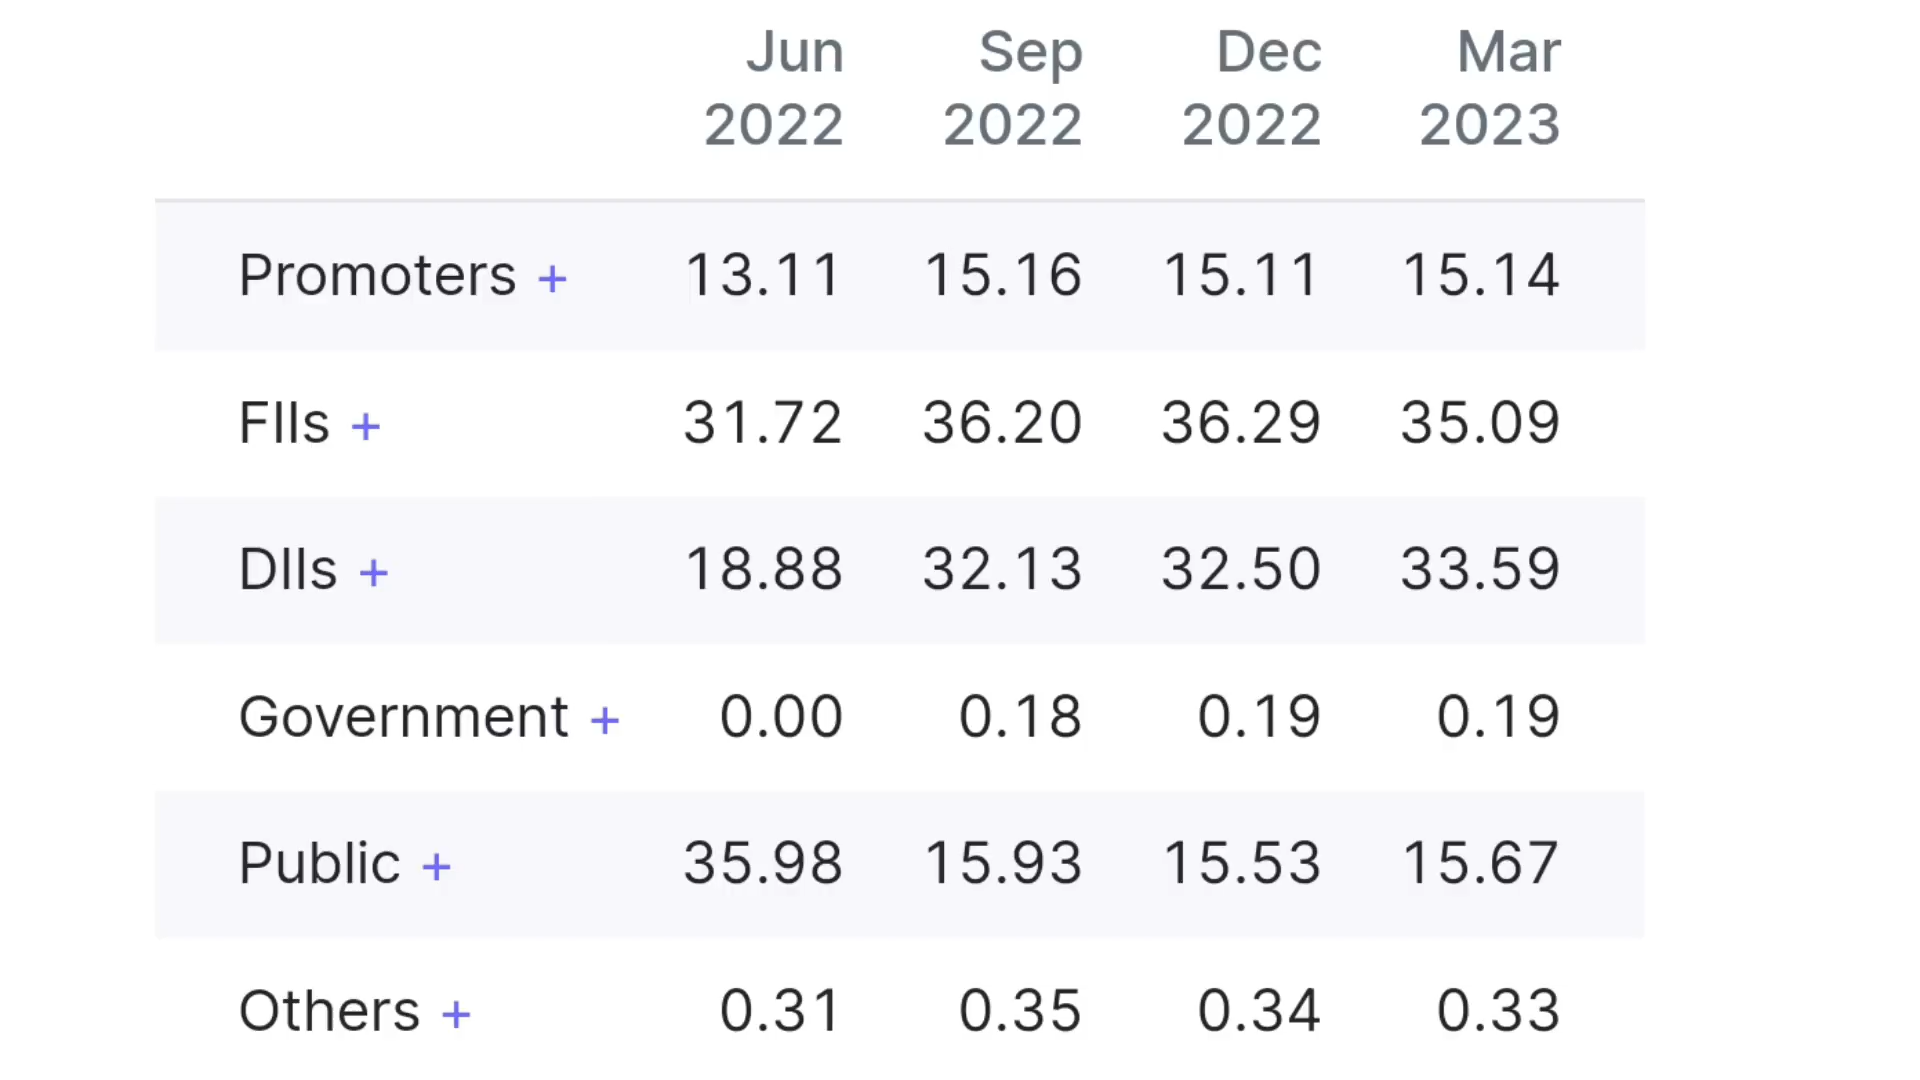 Jun Sep Dec Mar
2022 2022 2022 2023
Promoters + 13.11 15.16 15.11 15.14
FIIs + 31.72 36.20 36.29 35.09
DIIs + 18.88 32.13 32.50 33.59
Government + 0.00 0.18 0.19 0.19
Public + 35.98 15.93 15.53 15.67
Others + 0.31 0.35 0.34 0.33